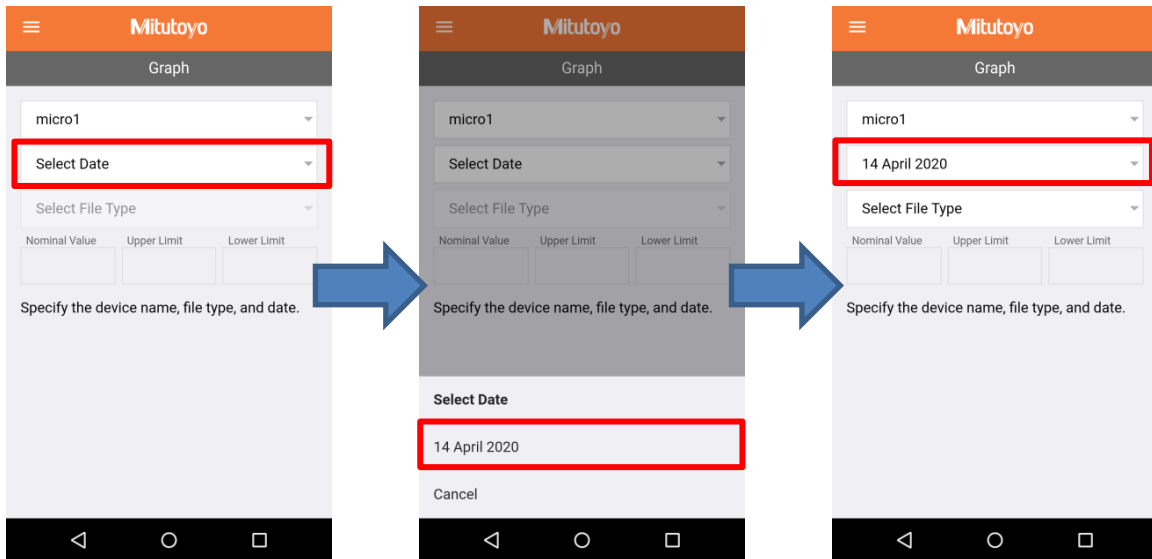 Mitutoyo
Graph
micro1
Select Date
Select File Type
Nominal Value Upper Limit Lower Limit
Specify the device name, file type, and date.
Mitutoyo
Graph
micro1
Select Date
Select File Type
Nominal Value Upper Limit Lower Limit
Specify the device name, file type, and date.
Select Date
14 April 2020
Cancel
Mitutoyo
Graph
micro1
14 April 2020
Select File Type
Nominal Value Upper Limit Lower Limit
Specify the device name, file type, and date.